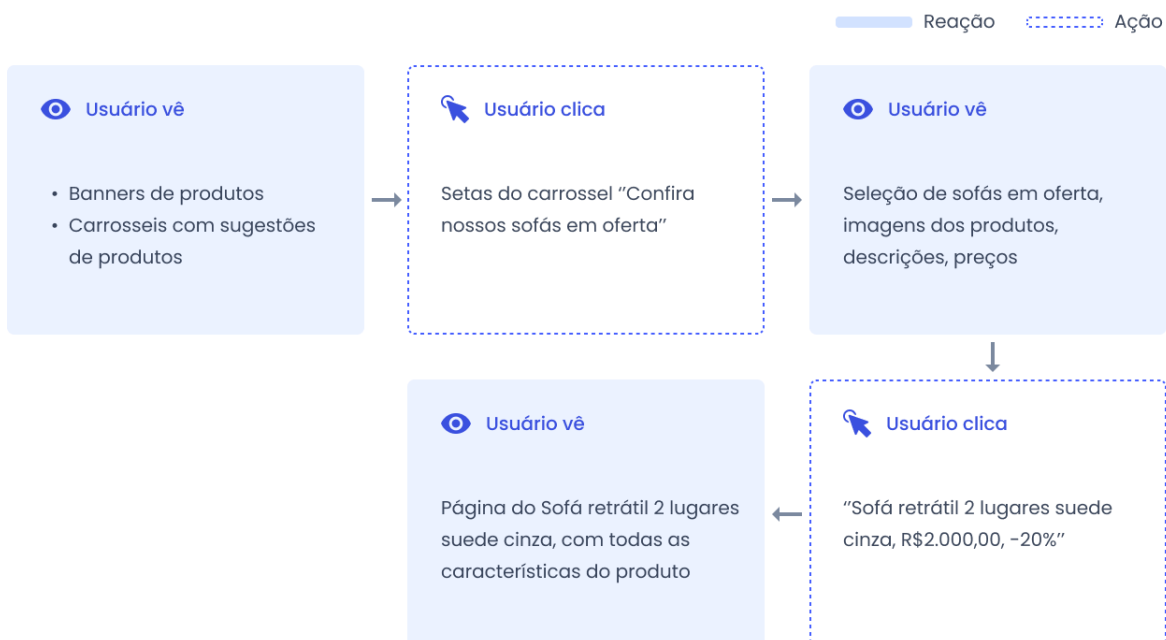 Reação Ação
Usuário vê
• Banners de produtos
• Carrosseis com sugestões
de produtos
Usuário clica
Setas do carrossel ‘’Confira
nossos sofás em oferta’’
Usuário vê
Seleção de sofás em oferta,
imagens dos produtos,
descrições, preços
Usuário clica
‘’Sofá retrátil 2 lugares suede
cinza, R$2.000,00, -20%’’
Usuário vê
Página do Sofá retrátil 2 lugares
suede cinza, com todas as
características do produto